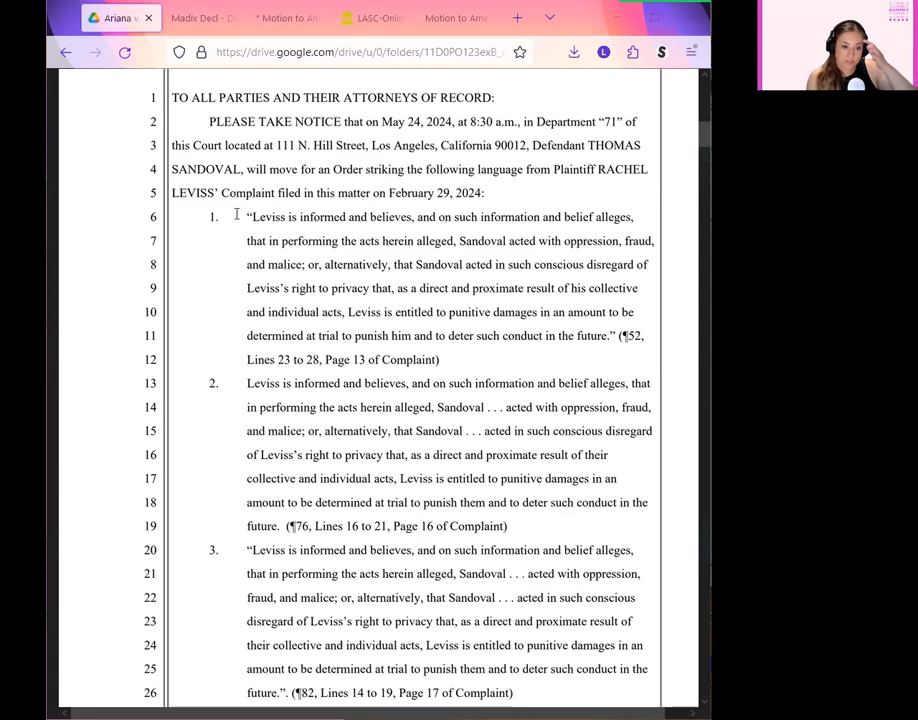 Ariana v.
Madix Decl - D
* Motion to Am
LASC-Onli
Motion to Ame
https://drive.google.com/drive/u/0/folders/11D0PO123exB_
L
S
1 TO ALL PARTIES AND THEIR ATTORNEYS OF RECORD:
2 PLEASE TAKE NOTICE that on May 24, 2024, at 8:30 a.m., in Department “71” of
3 this Court located at 111 N. Hill Street, Los Angeles, California 90012, Defendant THOMAS
4 SANDOVAL, will move for an Order striking the following language from Plaintiff RACHEL
5 LEVISS’ Complaint filed in this matter on February 29, 2024:
6 1. “Leviss is informed and believes, and on such information and belief alleges,
7 that in performing the acts herein alleged, Sandoval acted with oppression, fraud,
8 and malice; or, alternatively, that Sandoval acted in such conscious disregard of
9 Leviss’s right to privacy that, as a direct and proximate result of his collective
10 and individual acts, Leviss is entitled to punitive damages in an amount to be
11 determined at trial to punish him and to deter such conduct in the future.” (¶52,
12 Lines 23 to 28, Page 13 of Complaint)
13 2. Leviss is informed and believes, and on such information and belief alleges, that
14 in performing the acts herein alleged, Sandoval . . . acted with oppression, fraud,
15 and malice; or, alternatively, that Sandoval . . . acted in such conscious disregard
16 of Leviss’s right to privacy that, as a direct and proximate result of their
17 collective and individual acts, Leviss is entitled to punitive damages in an
18 amount to be determined at trial to punish them and to deter such conduct in the
19 future. (¶76, Lines 16 to 21, Page 16 of Complaint)
20 3. “Leviss is informed and believes, and on such information and belief alleges,
21 that in performing the acts herein alleged, Sandoval . . . acted with oppression,
22 fraud, and malice; or, alternatively, that Sandoval . . . acted in such conscious
23 disregard of Leviss’s right to privacy that, as a direct and proximate result of
24 their collective and individual acts, Leviss is entitled to punitive damages in an
25 amount to be determined at trial to punish them and to deter such conduct in the
26 future.”. (¶82, Lines 14 to 19, Page 17 of Complaint)